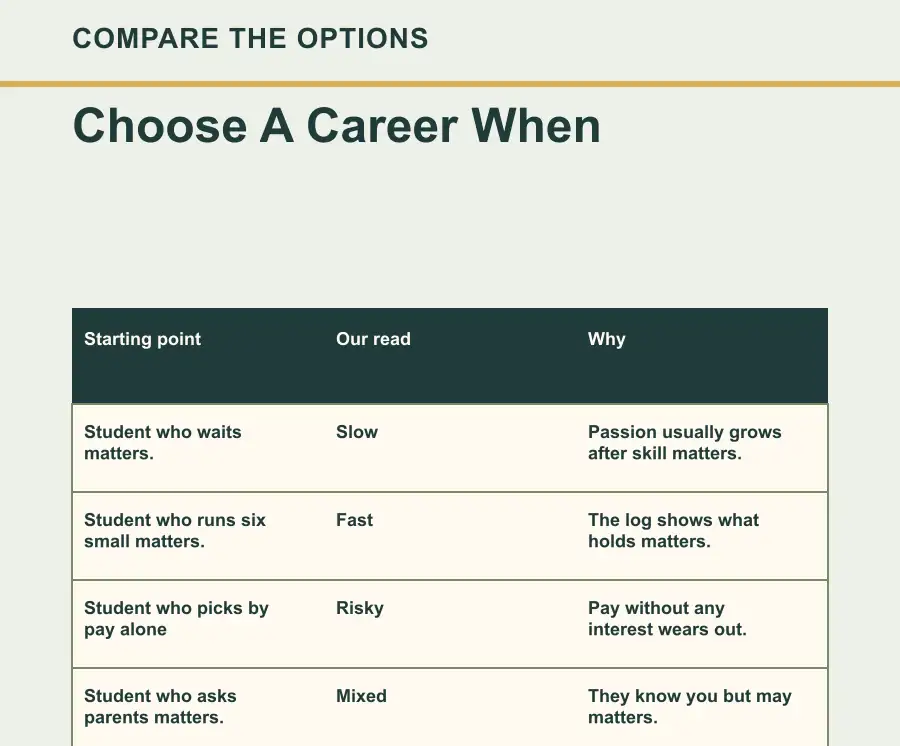 COMPARE THE OPTIONS
Choose A Career When
Starting point
Our read
Why
Student who waits
matters.
Slow
Passion usually grows
after skill matters.
Student who runs six
small matters.
Fast
The log shows what
holds matters.
Student who picks by
pay alone
Risky
Pay without any
interest wears out.
Student who asks
parents matters.
Mixed
They know you but may
matters.